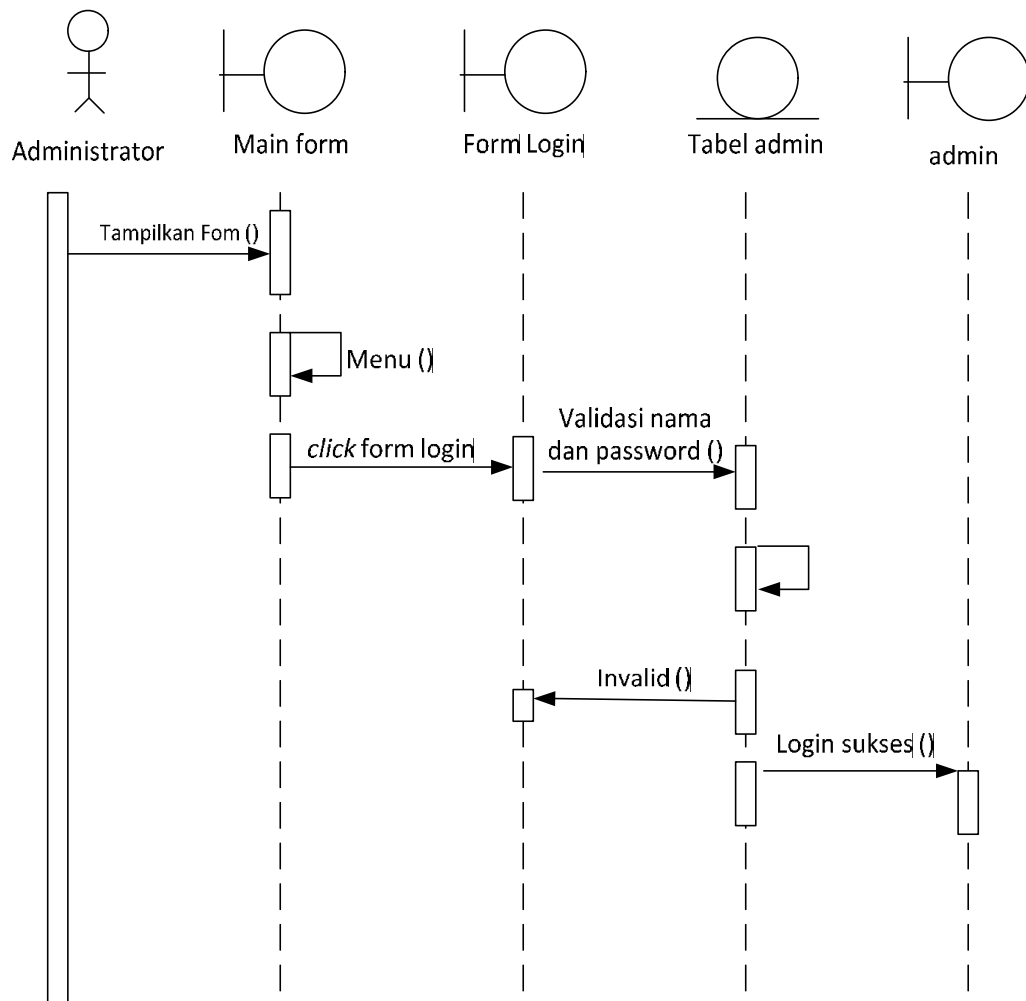 Administrator
Main form
Form Login
Tabel admin
admin
Tampilkan Fom ()
Menu ()
click form login
Validasi nama
dan password ()
Invalid ()
Login sukses ()